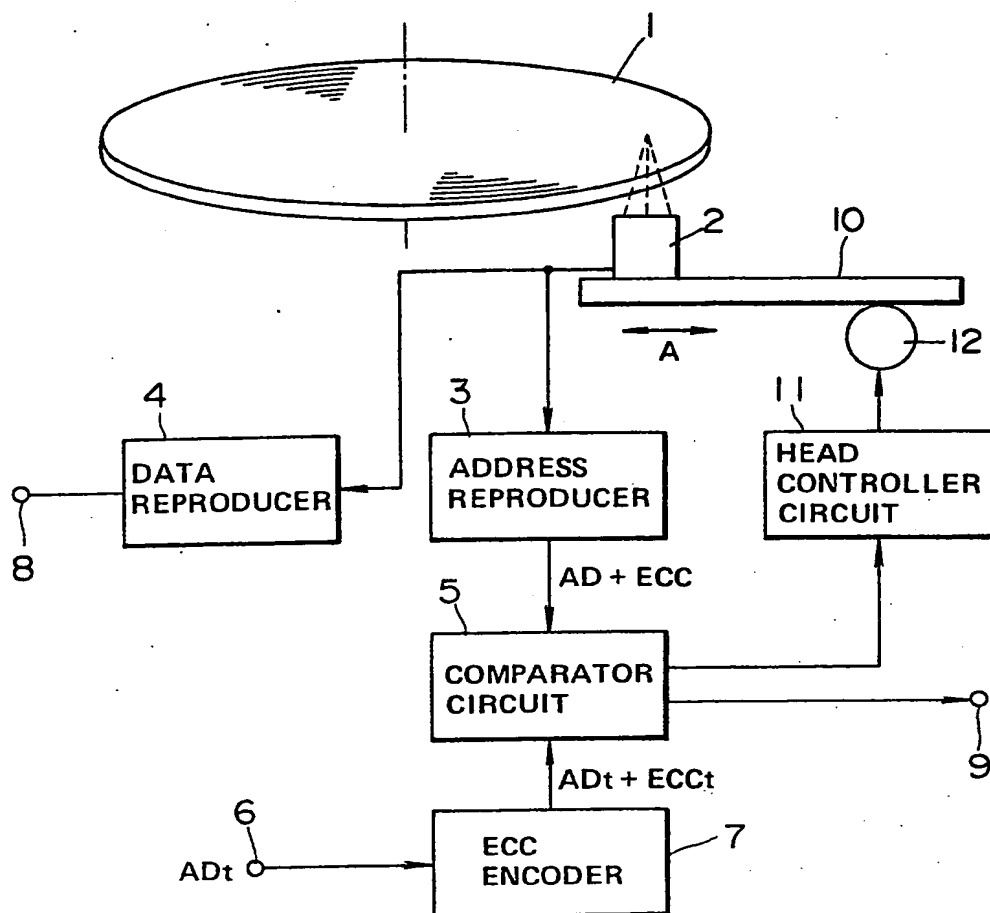 1
2
10
A
12
4
3
11
DATA
REPRODUCER
ADDRESS
REPRODUCER
HEAD
CONTROLLER
CIRCUIT
8
AD + ECC
5
COMPARATOR
CIRCUIT
9
ADt + ECCt
6
ADt
ECC
ENCODER
7